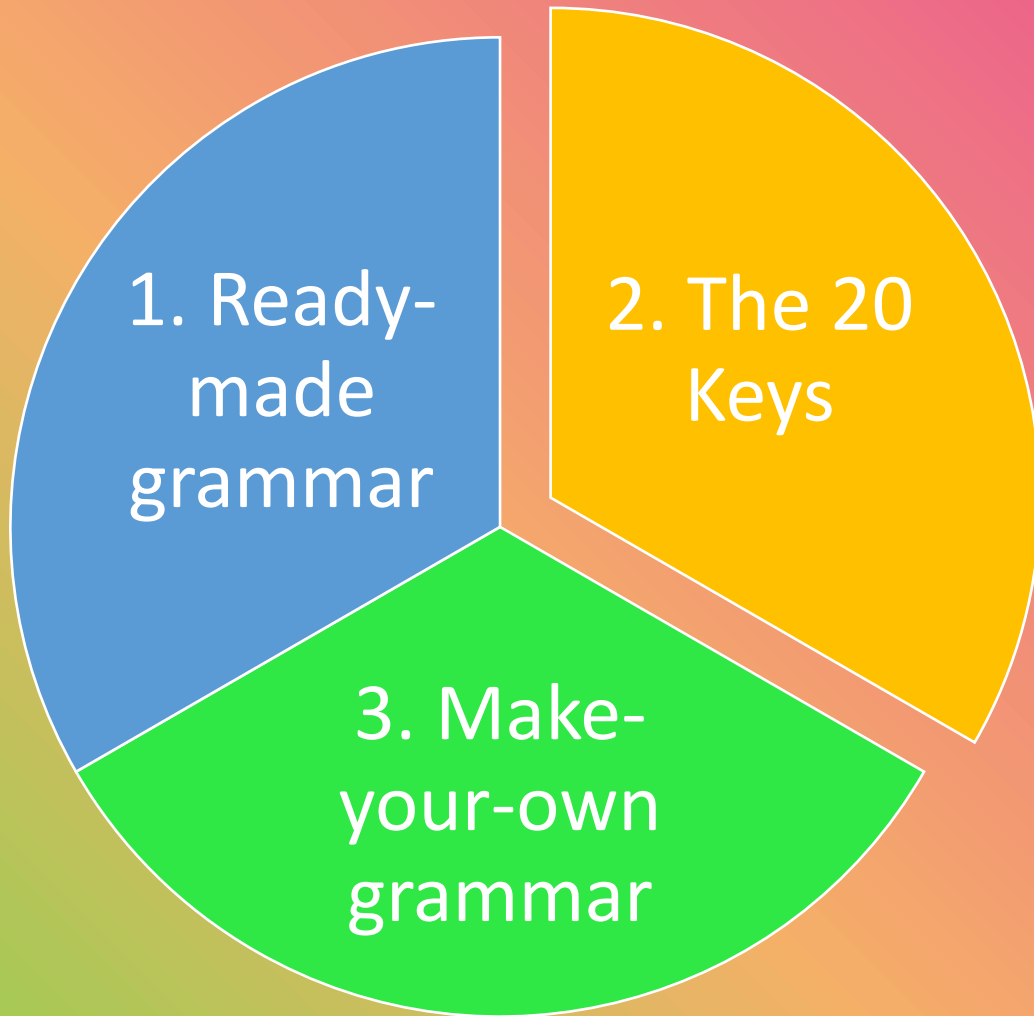 1. Ready-
made
grammar
2. The 20
Keys
3. Make-
your-own
grammar